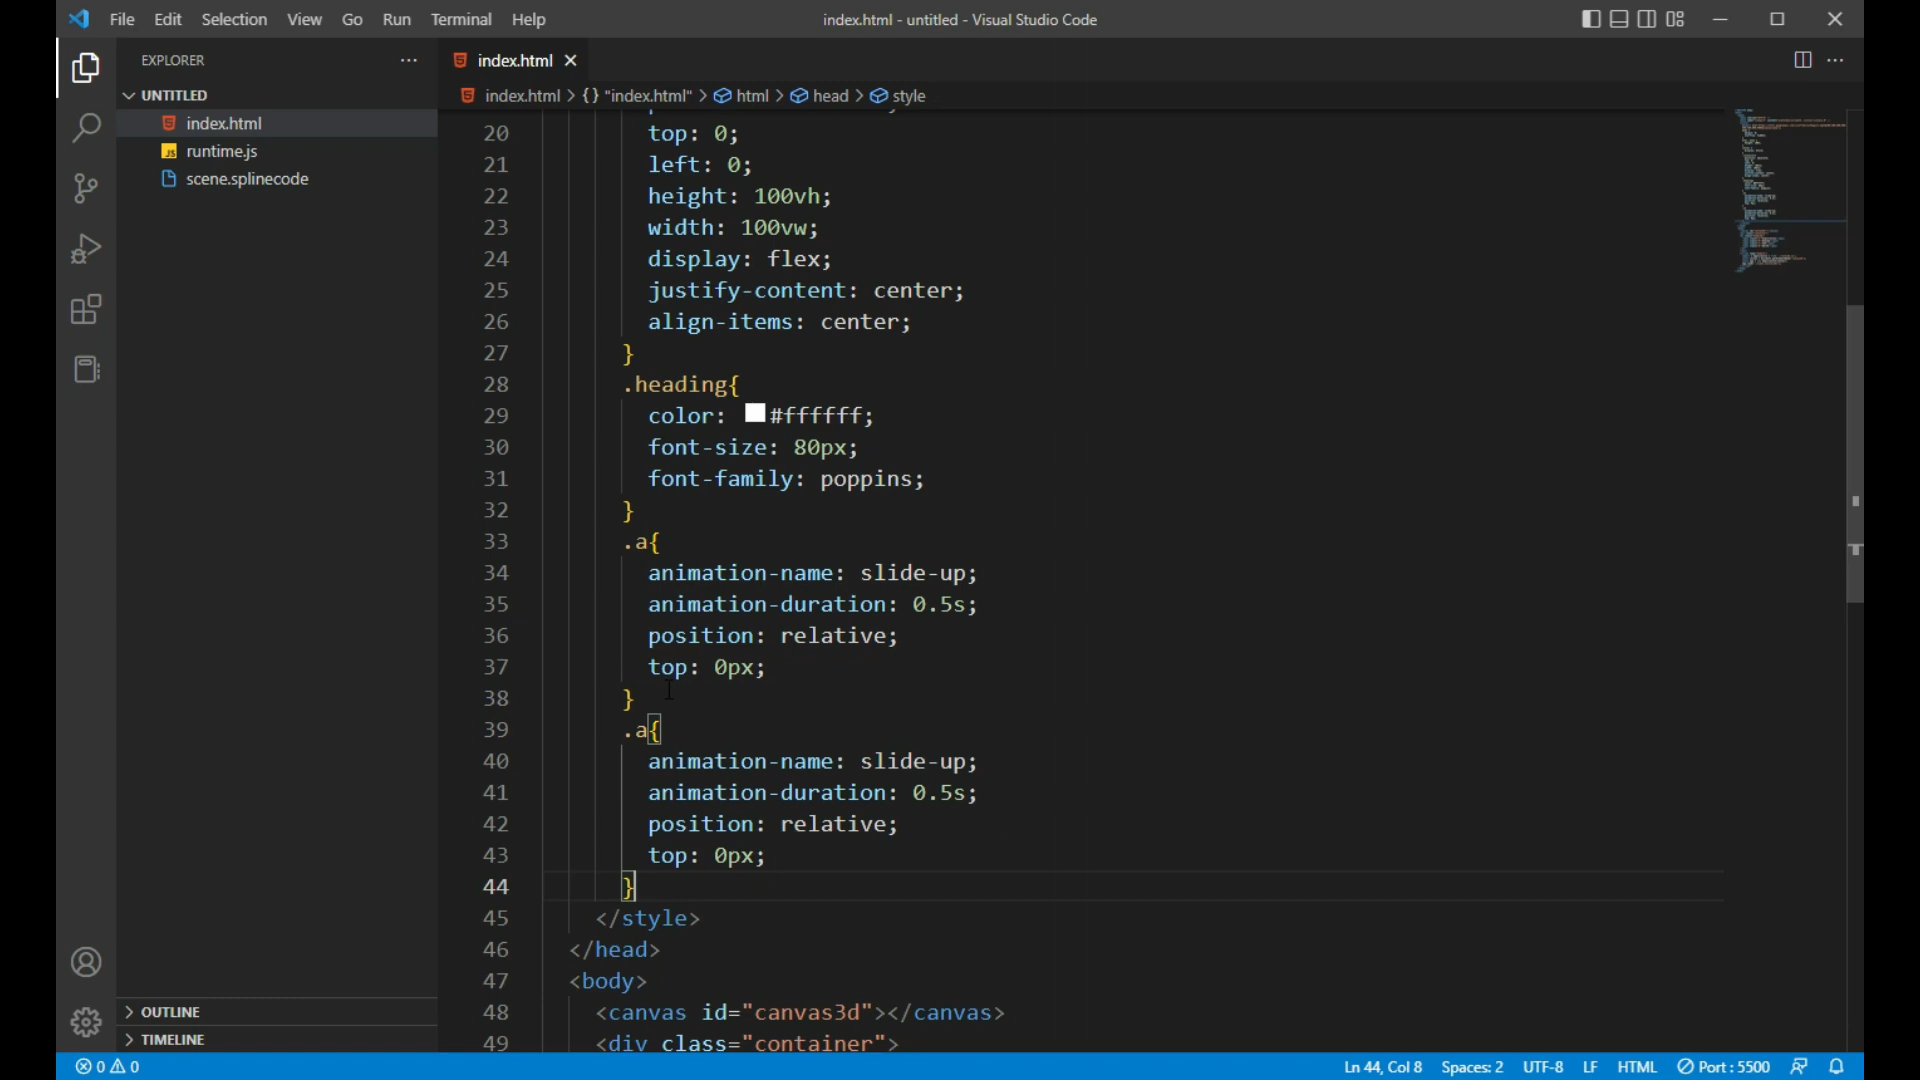 File Edit Selection View Go Run Terminal Help
index.html - untitled - Visual Studio Code
EXPLORER
UNTITLED
index.html
runtime.js
scene.splinecode
OUTLINE
TIMELINE
index.html
index.html > {} "index.html" > html > head > style
20 top: 0;
21 left: 0;
22 height: 100vh;
23 width: 100vw;
24 display: flex;
25 justify-content: center;
26 align-items: center;
27 }
28 .heading{
29 color: #ffffff;
30 font-size: 80px;
31 font-family: poppins;
32 }
33 .a{
34 animation-name: slide-up;
35 animation-duration: 0.5s;
36 position: relative;
37 top: 0px;
38 }
39 .a{
40 animation-name: slide-up;
41 animation-duration: 0.5s;
42 position: relative;
43 top: 0px;
44 }
45 </style>
46 </head>
47 <body>
48 <canvas id="canvas3d"></canvas>
49 <div class="container">
0 0
Ln 44, Col 8 Spaces: 2 UTF-8 LF HTML Port : 5500